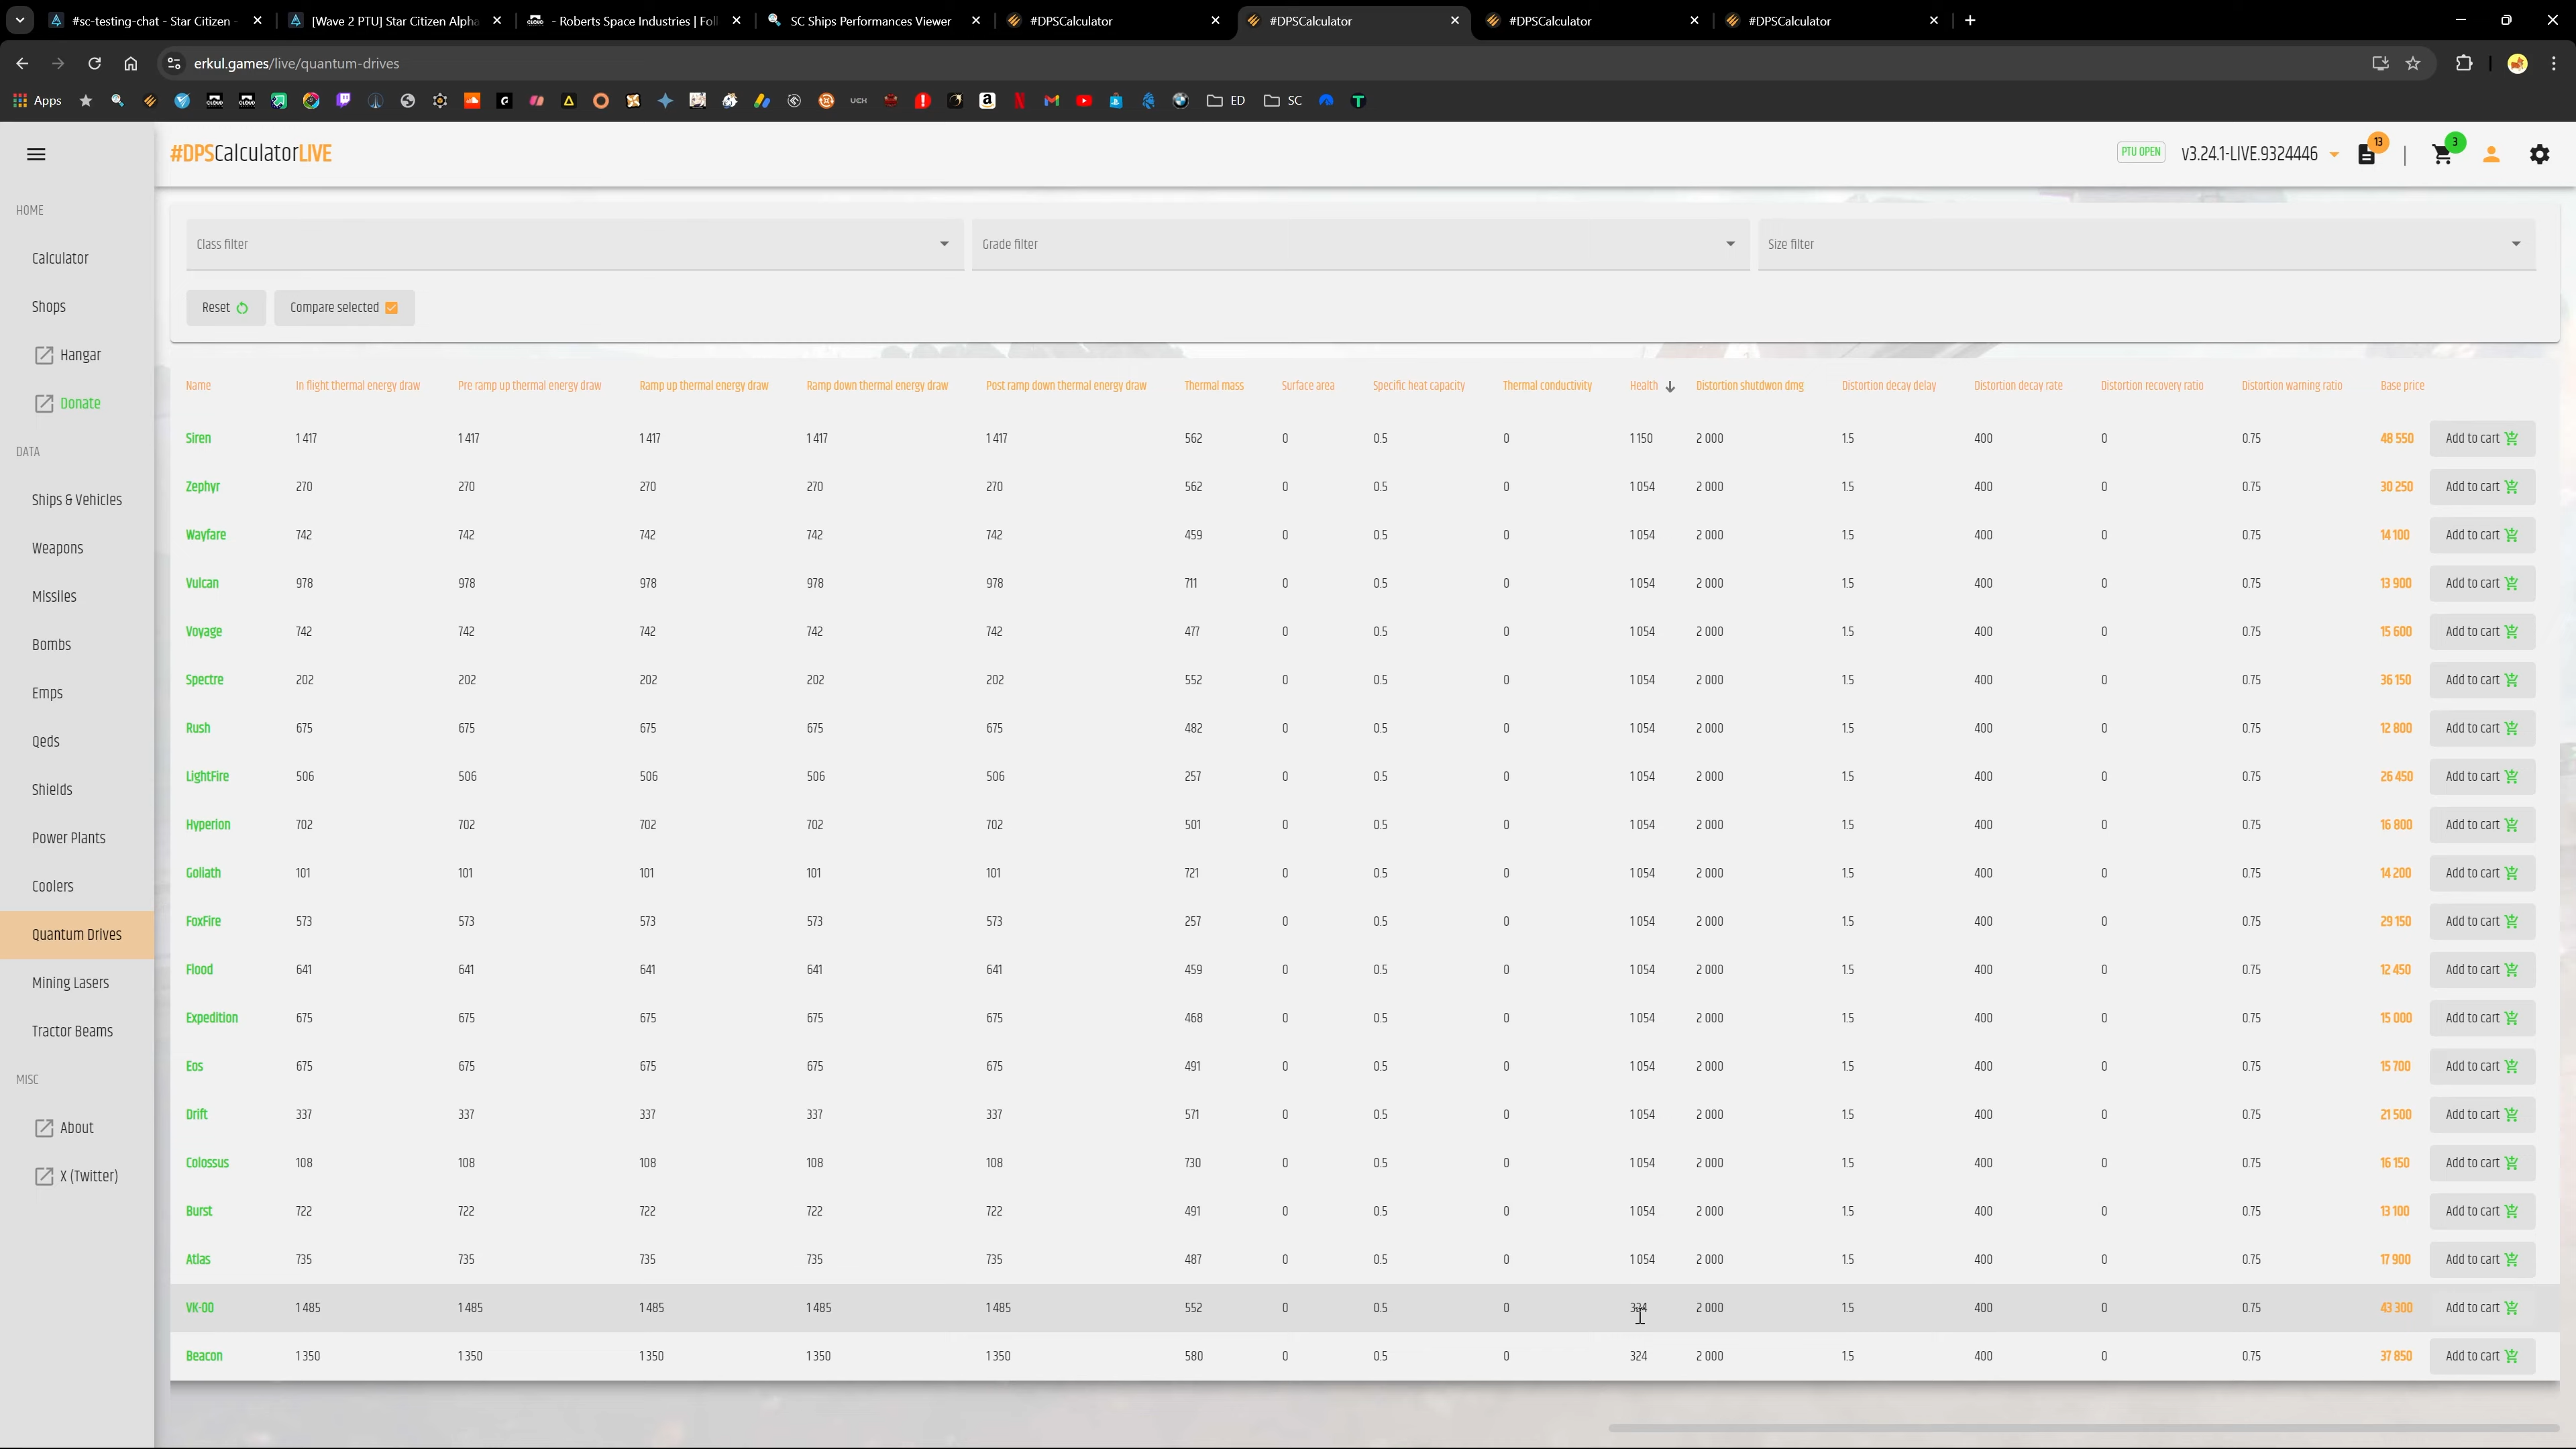 #sc-testing-chat - Star Citizen -
[Wave 2 PTU] Star Citizen Alpha
- Roberts Space Industries | Foll
SC Ships Performances Viewer
#DPSCalculator
#DPSCalculator
#DPSCalculator
#DPSCalculator
erkul.games/live/quantum-drives
Apps
UCH
ED
SC
#DPSCalculatorLIVE
PTU OPEN
v3.24.1-LIVE.9324446
13
3
HOME
Calculator
Shops
Hangar
Donate
DATA
Ships & Vehicles
Weapons
Missiles
Bombs
Emps
Qeds
Shields
Power Plants
Coolers
Quantum Drives
Mining Lasers
Tractor Beams
MISC
About
X (Twitter)
Class filter
Grade filter
Size filter
Reset
Compare selected
Name In flight thermal energy draw Pre ramp up thermal energy draw Ramp up thermal energy draw Ramp down thermal energy draw Post ramp down thermal energy draw Thermal mass Surface area Specific heat capacity Thermal conductivity Health Distortion shutdwon dmg Distortion decay delay Distortion decay rate Distortion recovery ratio Distortion warning ratio Base price
Siren 1 417 1 417 1 417 1 417 1 417 562 0 0.5 0 1 150 2 000 1.5 400 0 0.75 48 550 Add to cart
Zephyr 270 270 270 270 270 562 0 0.5 0 1 054 2 000 1.5 400 0 0.75 30 250 Add to cart
Wayfare 742 742 742 742 742 459 0 0.5 0 1 054 2 000 1.5 400 0 0.75 14 100 Add to cart
Vulcan 978 978 978 978 978 711 0 0.5 0 1 054 2 000 1.5 400 0 0.75 13 900 Add to cart
Voyage 742 742 742 742 742 477 0 0.5 0 1 054 2 000 1.5 400 0 0.75 15 600 Add to cart
Spectre 202 202 202 202 202 552 0 0.5 0 1 054 2 000 1.5 400 0 0.75 36 150 Add to cart
Rush 675 675 675 675 675 482 0 0.5 0 1 054 2 000 1.5 400 0 0.75 12 800 Add to cart
LightFire 506 506 506 506 506 257 0 0.5 0 1 054 2 000 1.5 400 0 0.75 26 450 Add to cart
Hyperion 702 702 702 702 702 501 0 0.5 0 1 054 2 000 1.5 400 0 0.75 16 800 Add to cart
Goliath 101 101 101 101 101 721 0 0.5 0 1 054 2 000 1.5 400 0 0.75 14 200 Add to cart
FoxFire 573 573 573 573 573 257 0 0.5 0 1 054 2 000 1.5 400 0 0.75 29 150 Add to cart
Flood 641 641 641 641 641 459 0 0.5 0 1 054 2 000 1.5 400 0 0.75 12 450 Add to cart
Expedition 675 675 675 675 675 468 0 0.5 0 1 054 2 000 1.5 400 0 0.75 15 000 Add to cart
Eos 675 675 675 675 675 491 0 0.5 0 1 054 2 000 1.5 400 0 0.75 15 700 Add to cart
Drift 337 337 337 337 337 571 0 0.5 0 1 054 2 000 1.5 400 0 0.75 21 500 Add to cart
Colossus 108 108 108 108 108 730 0 0.5 0 1 054 2 000 1.5 400 0 0.75 16 150 Add to cart
Burst 722 722 722 722 722 491 0 0.5 0 1 054 2 000 1.5 400 0 0.75 13 100 Add to cart
Atlas 735 735 735 735 735 487 0 0.5 0 1 054 2 000 1.5 400 0 0.75 17 900 Add to cart
VK-00 1 485 1 485 1 485 1 485 1 485 552 0 0.5 0 2 000 1.5 400 0 0.75 43 300 Add to cart
Beacon 1 350 1 350 1 350 1 350 1 350 580 0 0.5 0 324 2 000 1.5 400 0 0.75 37 850 Add to cart